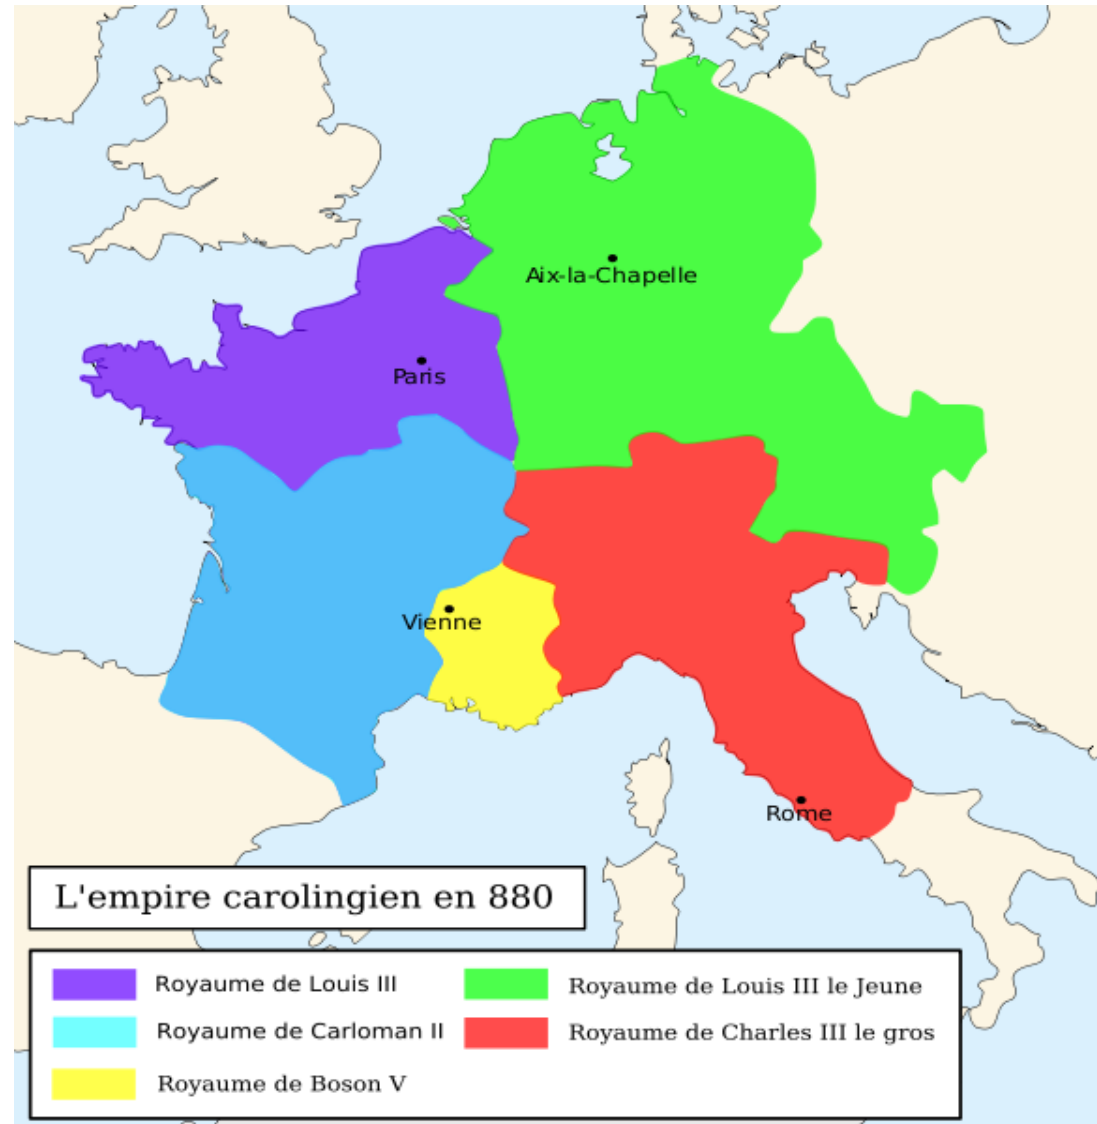 Aix-la-Chapelle
Paris
Vienne
Rome
L'empire carolingien en 880
Royaume de Louis III
Royaume de Louis III le Jeune
Royaume de Carloman II
Royaume de Charles III le gros
Royaume de Boson V